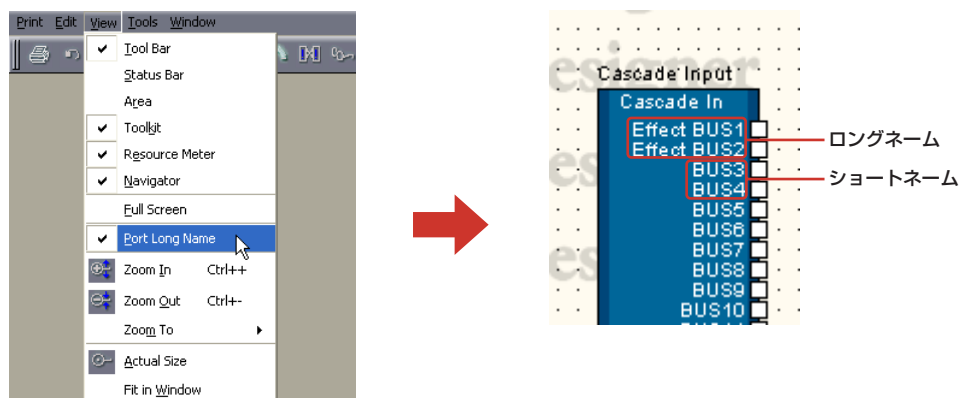 Print Edit View Tools Window
Tool Bar
Status Bar
Area
Toolkit
Resource Meter
Navigator
Full Screen
Port Long Name
Zoom In Ctrl++
Zoom Out Ctrl+-
Zoom To
Actual Size
Fit in Window
Cascade Input
Cascade In
Effect BUS1
Effect BUS2
BUS3
BUS4
BUS5
BUS6
BUS7
BUS8
BUS9
BUS10
ロングネーム
ショートネーム